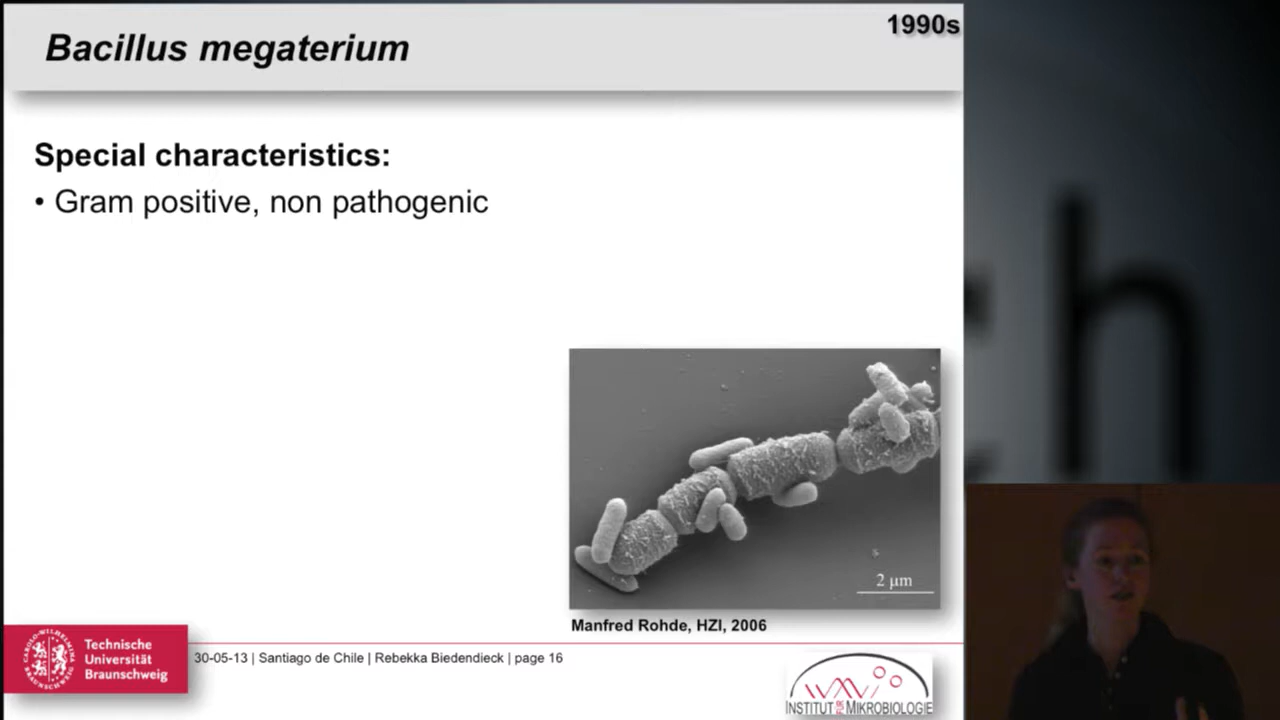 1990s
Bacillus megaterium
Special characteristics:
• Gram positive, non pathogenic
2 µm
Manfred Rohde, HZI, 2006
Technische
Universität
Braunschweig
30-05-13 | Santiago de Chile | Rebekka Biedendieck | page 16
INSTITUT FÜR MIKROBIOLOGIE
h